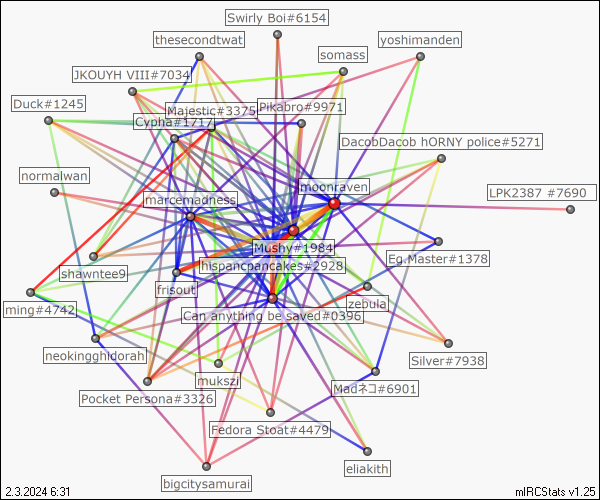 Swirly Boi#6154
thesecondtwat
yoshimanden
somass
JKOUYH VIII#7034
Duck#1245
Majestic#3375
Pikabro#9971
Cypha#1717
DacobDacob hORNY police#5271
normalwan
moonraven
LPK2387 #7690
marcemadness
Mushy#1984
Eg.Master#1378
hispancpancakes#2928
shawntee9
frisout
zebula
ming#4742
Can anything be saved#0396
neokingghidorah
Silver#7938
mukszi
Madネコ#6901
Pocket Persona#3326
Fedora Stoat#4479
eliakith
bigcitysamurai
2.3.2024 6:31
mIRCStats v1.25